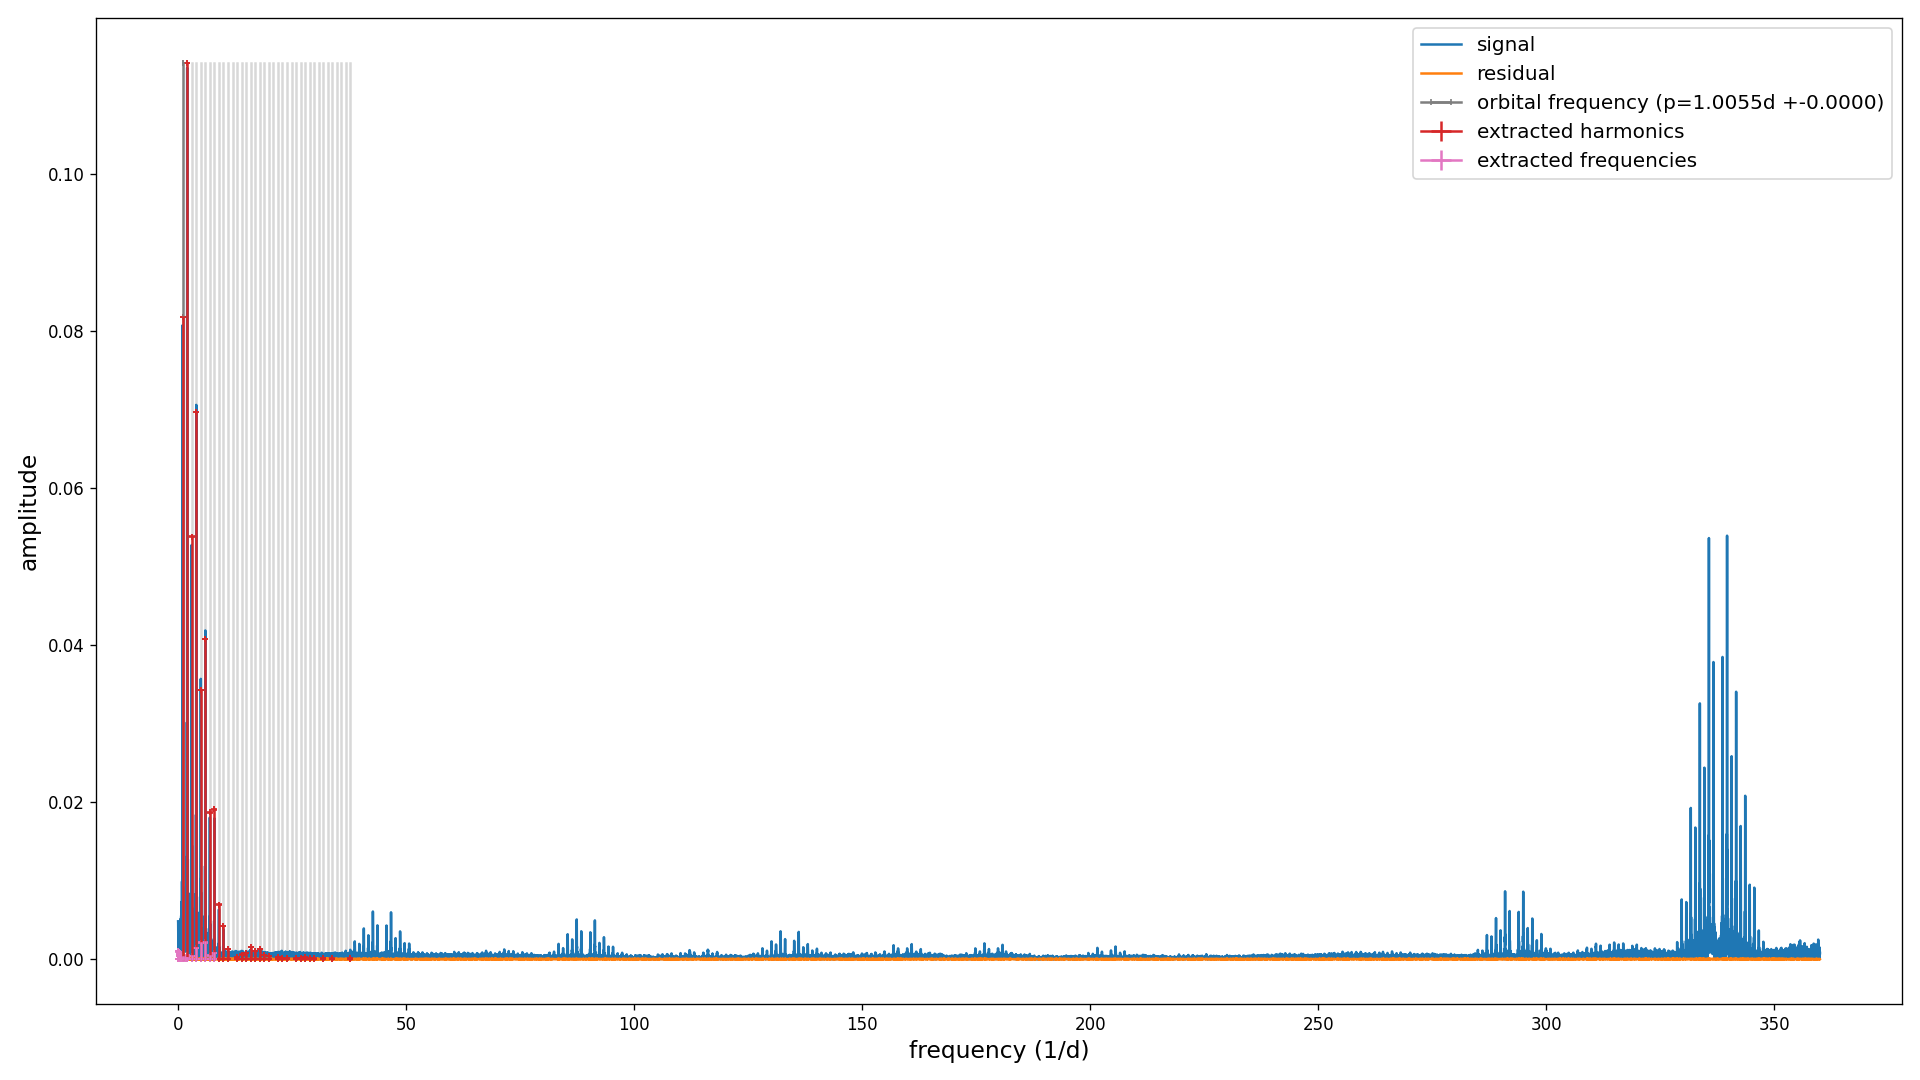 signal
residual
orbital frequency (p=1.0055d +-0.0000)
extracted harmonics
extracted frequencies
amplitude
0.10
0.08
0.06
0.04
0.02
0.00
0 50 100 150 200 250 300 350
frequency (1/d)